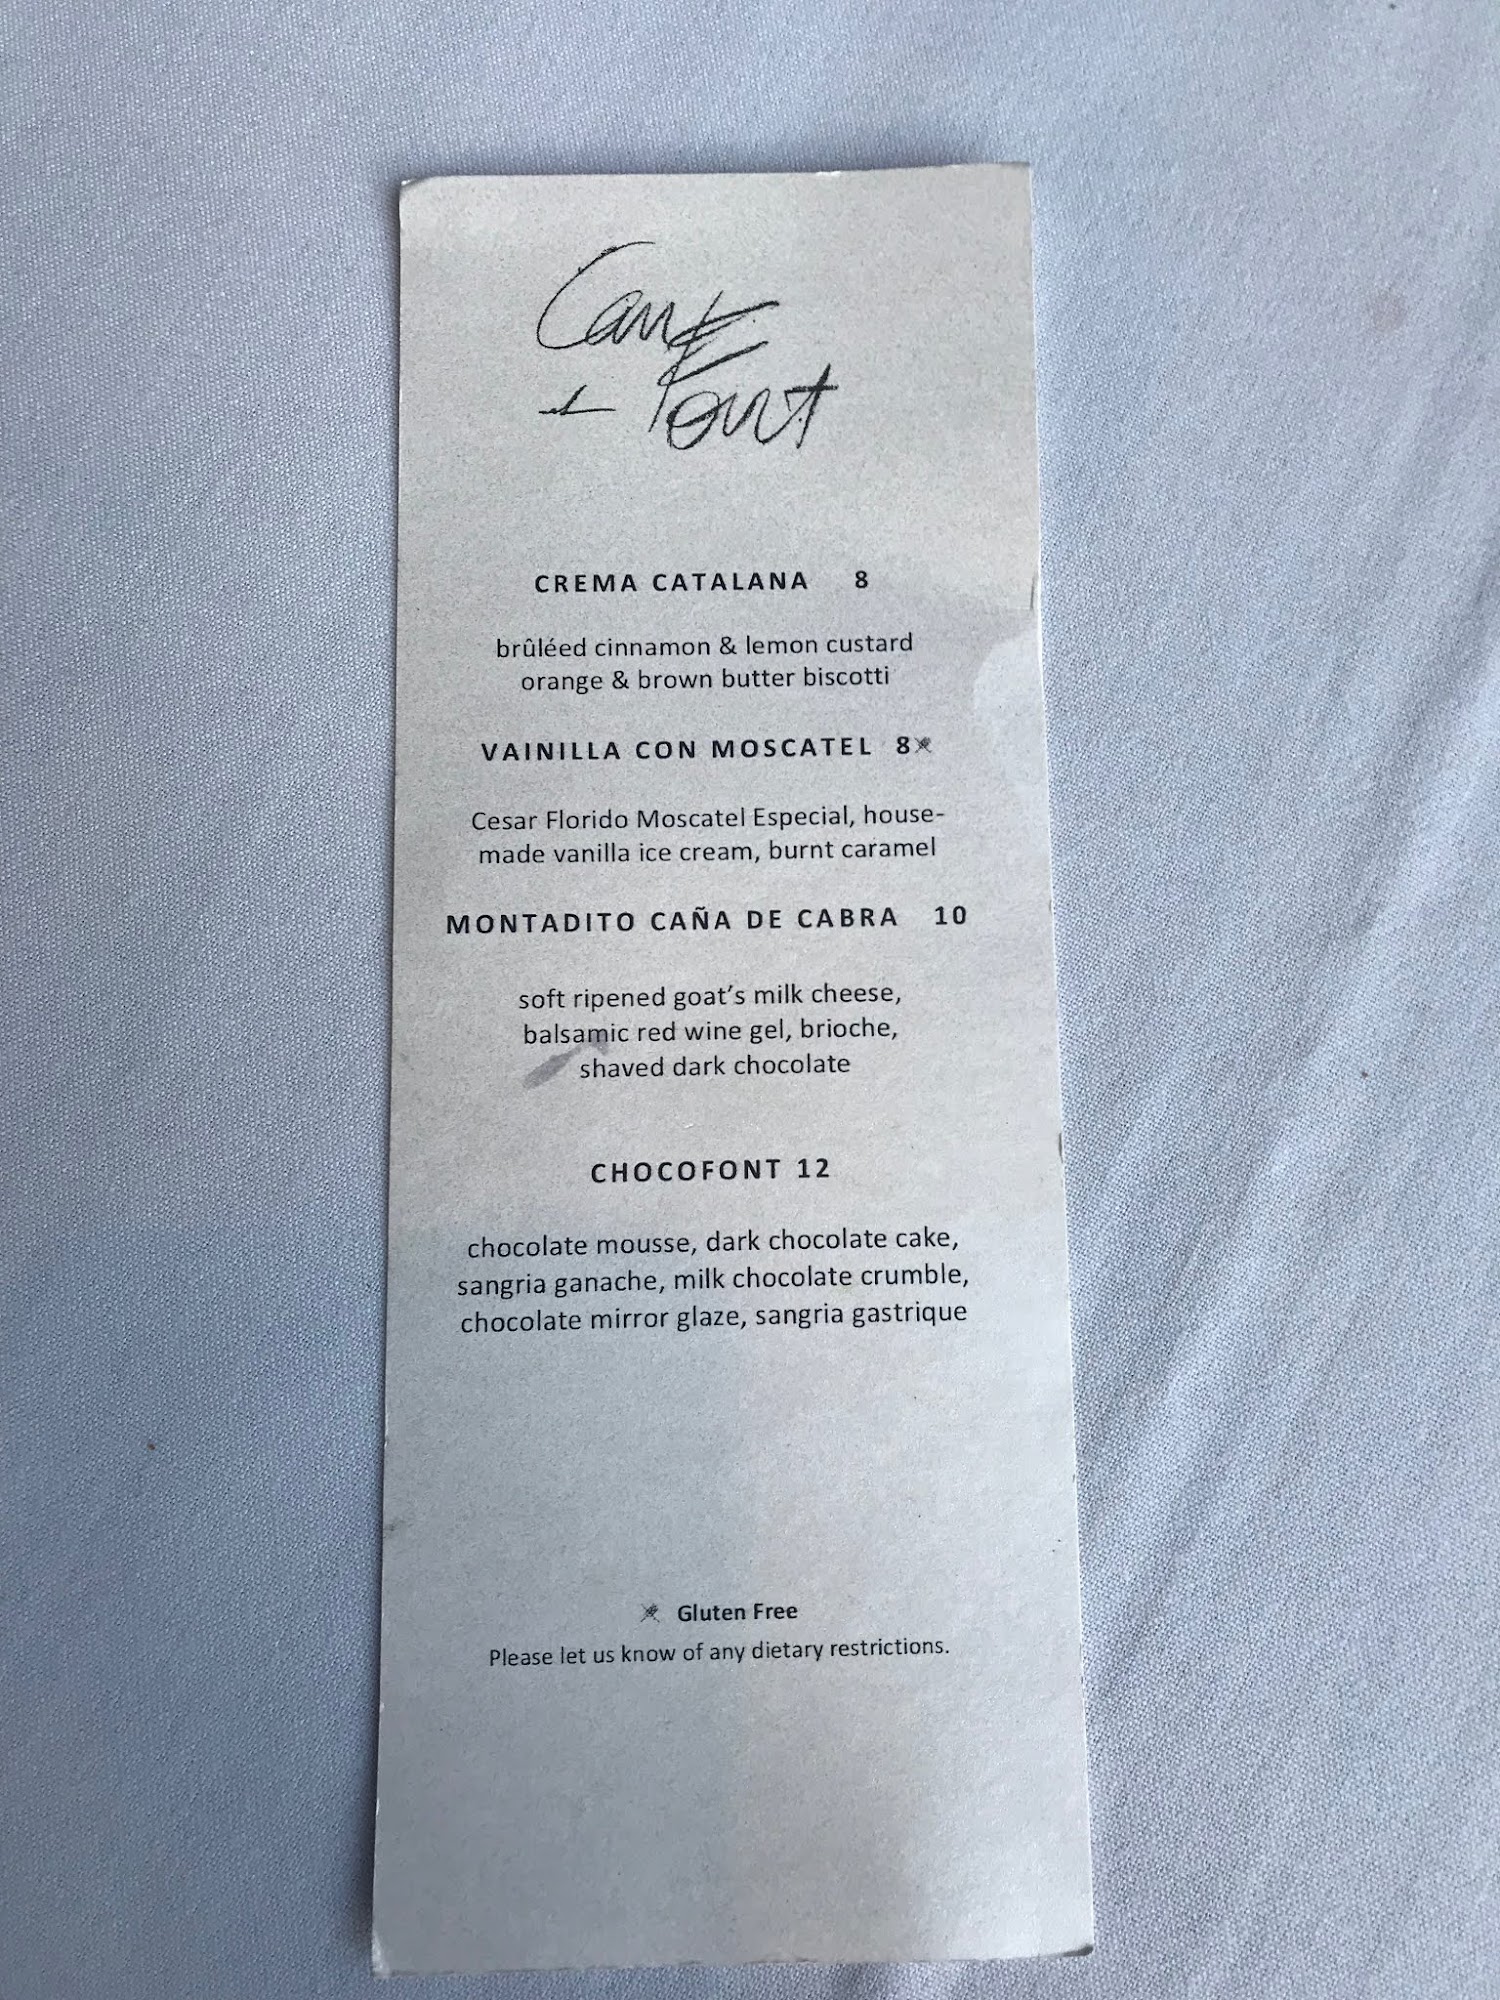 Can Font
CREMA CATALANA 8
brûléed cinnamon & lemon custard
orange & brown butter biscotti
VAINILLA CON MOSCATEL 8
Cesar Florido Moscatel Especial, house-
made vanilla ice cream, burnt caramel
MONTADITO CAÑA DE CABRA 10
soft ripened goat's milk cheese,
balsamic red wine gel, brioche,
shaved dark chocolate
CHOCOFONT 12
chocolate mousse, dark chocolate cake,
sangria ganache, milk chocolate crumble,
chocolate mirror glaze, sangria gastrique
Gluten Free
Please let us know of any dietary restrictions.